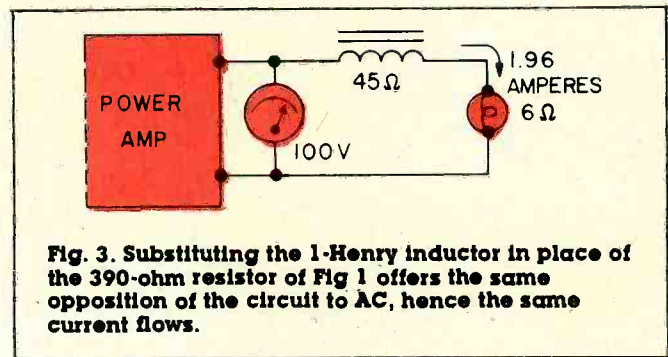 POWER
AMP
100V
45Ω
1.96
AMPERES
6Ω
Fig. 3. Substituting the 1-Henry inductor in place of
the 390-ohm resistor of Fig 1 offers the same
opposition of the circuit to AC, hence the same
current flows.